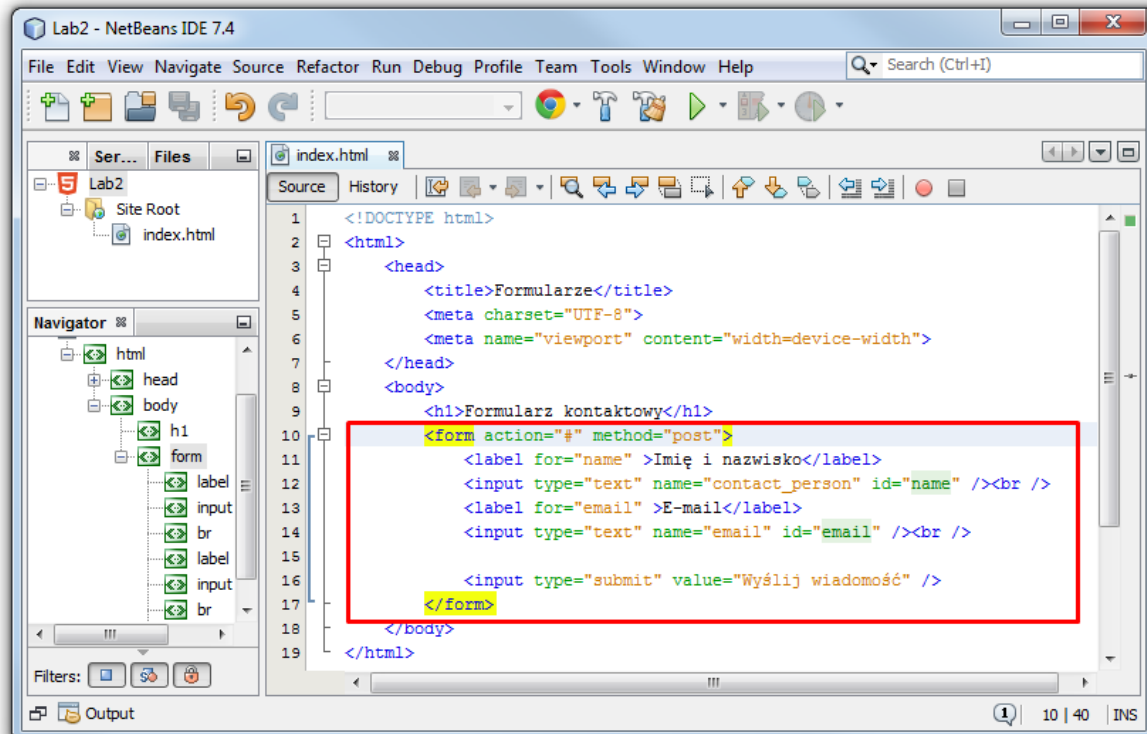 Lab2 - NetBeans IDE 7.4
File Edit View Navigate Source Refactor Run Debug Profile Team Tools Window Help
Search (Ctrl+I)
Ser... Files
Lab2
Site Root
index.html
Navigator
html
head
body
h1
form
label
input
br
label
input
br
Filters:
index.html
Source History
1 <!DOCTYPE html>
2 <html>
3 <head>
4 <title>Formularze</title>
5 <meta charset="UTF-8">
6 <meta name="viewport" content="width=device-width">
7 </head>
8 <body>
9 <h1>Formularz kontaktowy</h1>
10 <form action="#" method="post">
11 <label for="name" >Imię i nazwisko</label>
12 <input type="text" name="contact_person" id="name" /><br />
13 <label for="email" >E-mail</label>
14 <input type="text" name="email" id="email" /><br />
15
16 <input type="submit" value="Wyślij wiadomość" />
17 </form>
18 </body>
19 </html>
Output
1 10 | 40 INS